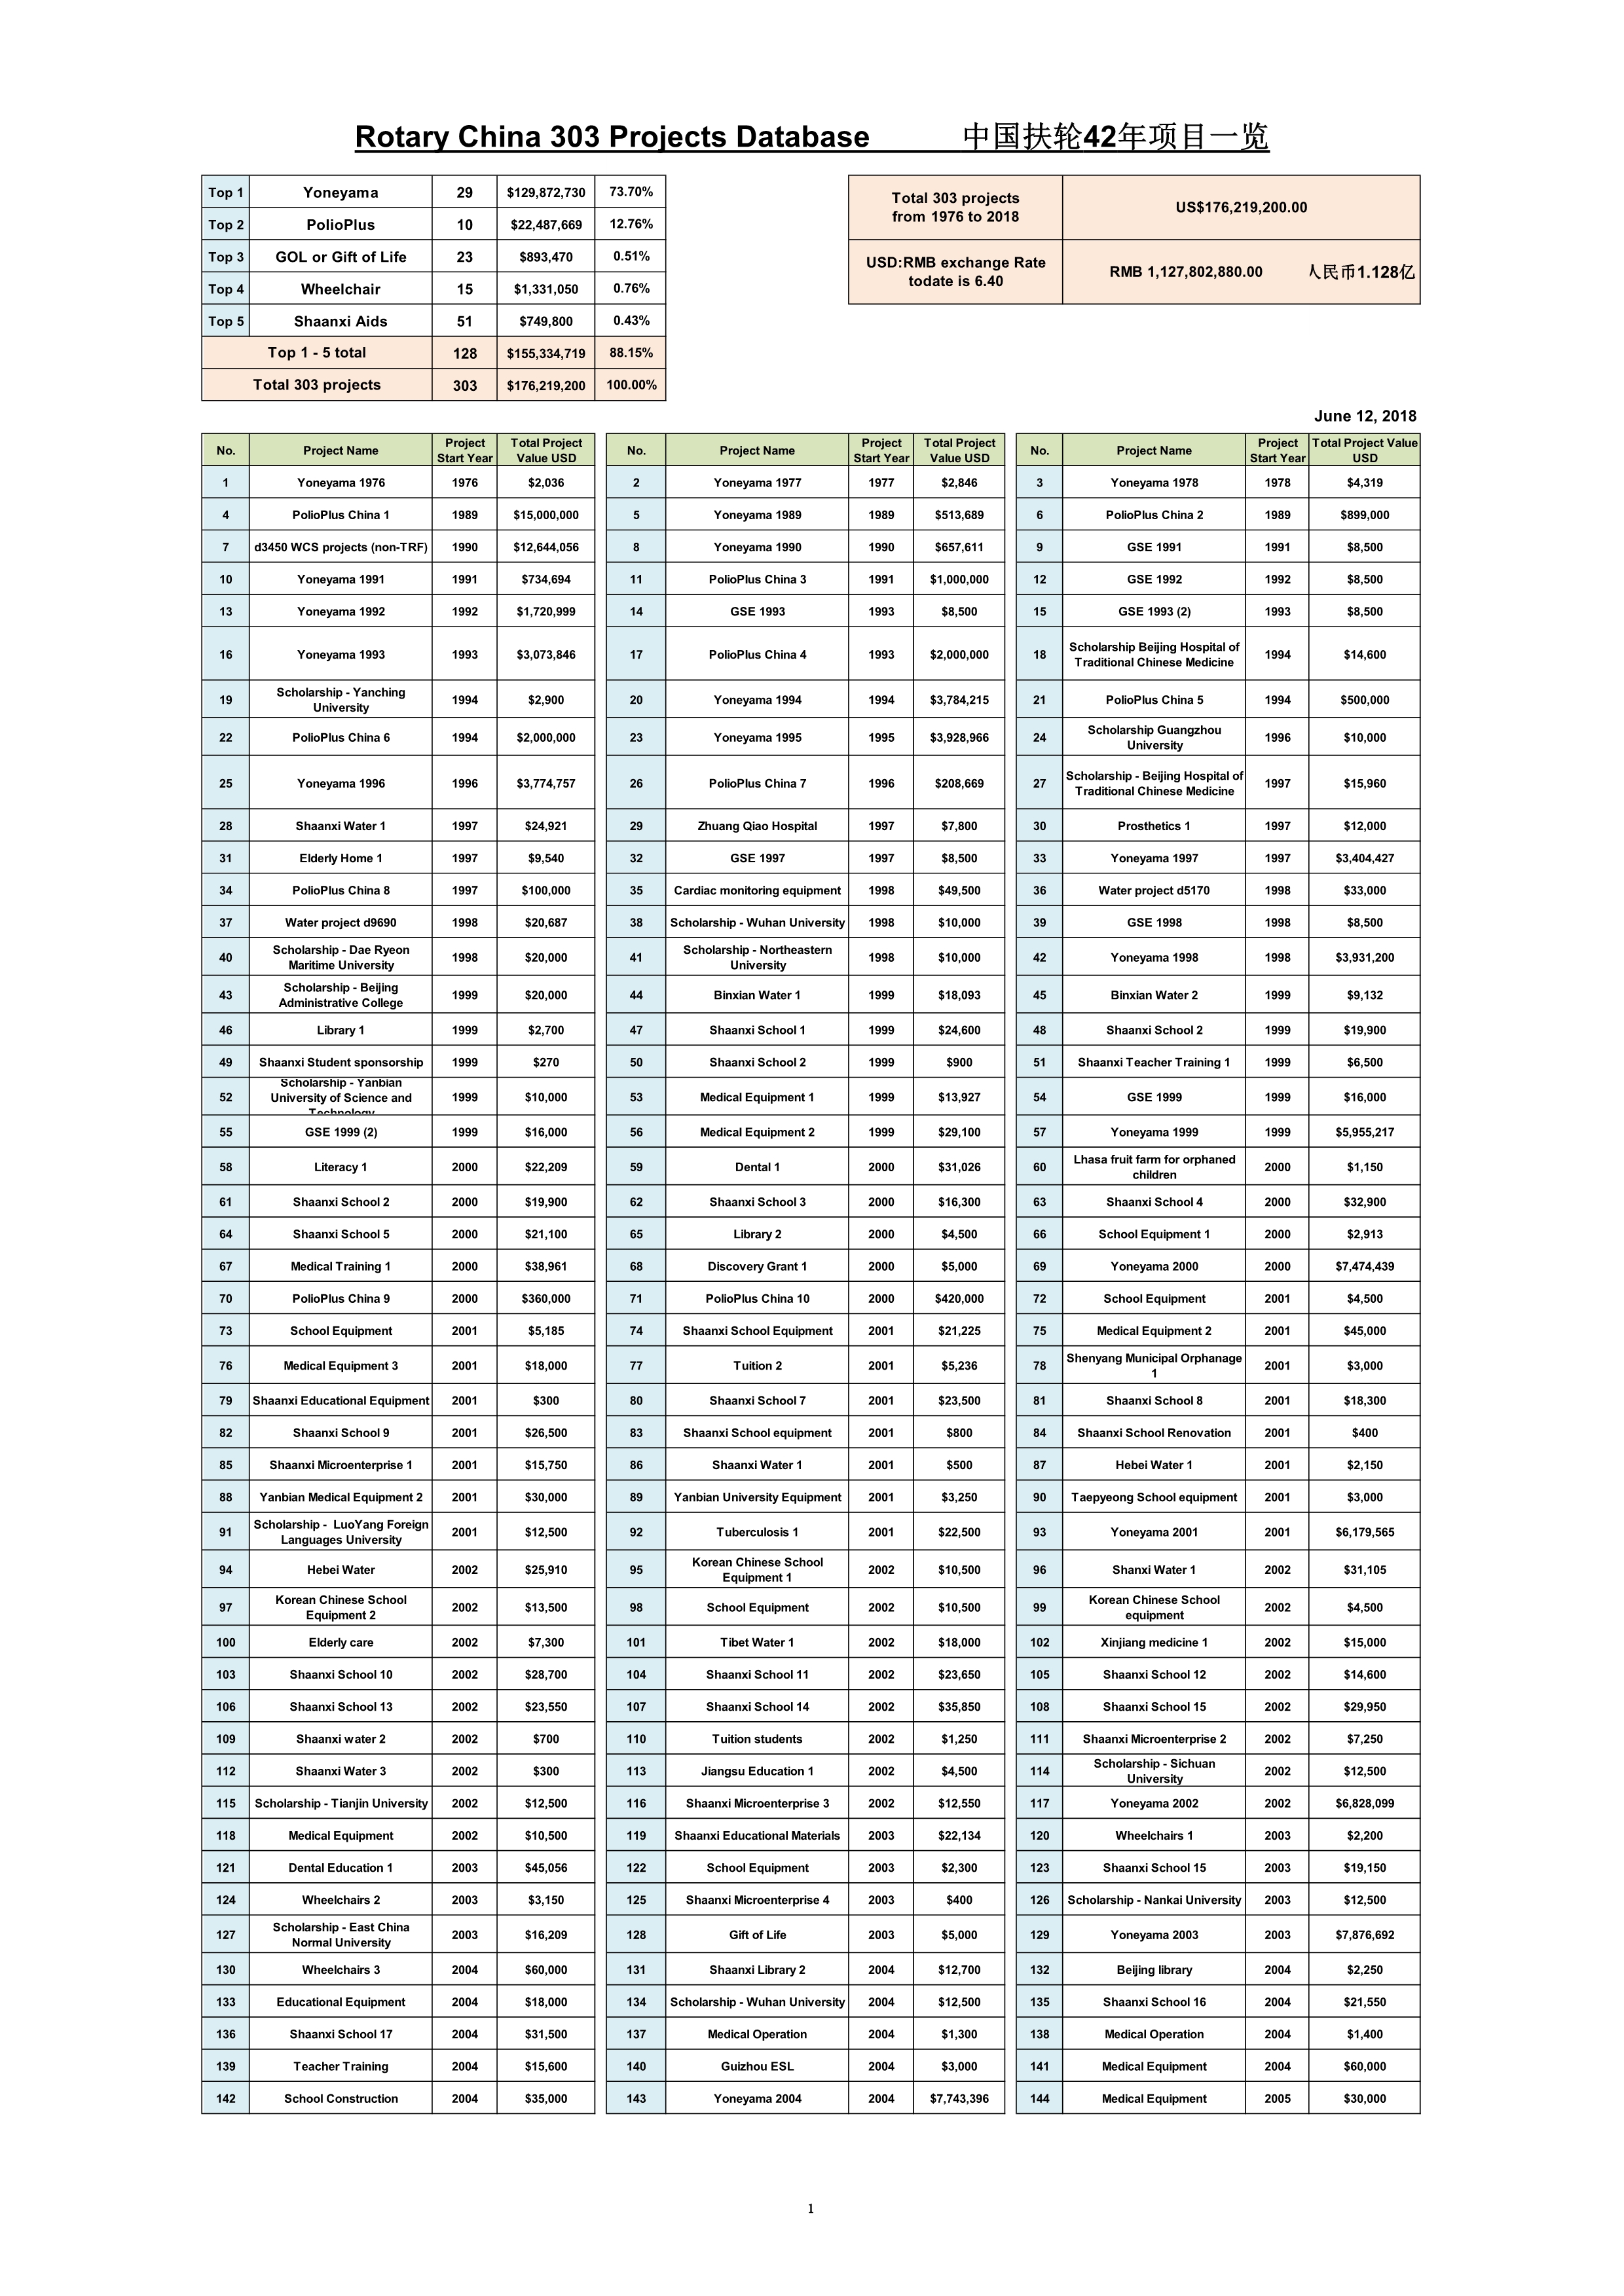 Rotary China 303 Projects Database 中国扶轮42年项目一览
Top 1 Yoneyama 29 $129,872,730 73.70%
Top 2 PolioPlus 10 $22,487,669 12.76%
Top 3 GOL or Gift of Life 23 $893,470 0.51%
Top 4 Wheelchair 15 $1,331,050 0.76%
Top 5 Shaanxi Aids 51 $749,800 0.43%
Top 1 - 5 total 128 $155,334,719 88.15%
Total 303 projects 303 $176,219,200 100.00%
Total 303 projects
from 1976 to 2018
US$176,219,200.00
USD:RMB exchange Rate
todate is 6.40
RMB 1,127,802,880.00 人民币1.128亿
June 12, 2018
No. Project Name Project Start Year Total Project Value USD No. Project Name Project Start Year Total Project Value USD No. Project Name Project Start Year Total Project Value USD
1 Yoneyama 1976 1976 $2,036 2 Yoneyama 1977 1977 $2,846 3 Yoneyama 1978 1978 $4,319
4 PolioPlus China 1 1989 $15,000,000 5 Yoneyama 1989 1989 $513,689 6 PolioPlus China 2 1989 $899,000
7 d3450 WCS projects (non-TRF) 1990 $12,644,056 8 Yoneyama 1990 1990 $657,611 9 GSE 1991 1991 $8,500
10 Yoneyama 1991 1991 $734,694 11 PolioPlus China 3 1991 $1,000,000 12 GSE 1992 1992 $8,500
13 Yoneyama 1992 1992 $1,720,999 14 GSE 1993 1993 $8,500 15 GSE 1993 (2) 1993 $8,500
16 Yoneyama 1993 1993 $3,073,846 17 PolioPlus China 4 1993 $2,000,000 18 Scholarship Beijing Hospital of Traditional Chinese Medicine 1994 $14,600
19 Scholarship - Yanching University 1994 $2,900 20 Yoneyama 1994 1994 $3,784,215 21 PolioPlus China 5 1994 $500,000
22 PolioPlus China 6 1994 $2,000,000 23 Yoneyama 1995 1995 $3,928,966 24 Scholarship Guangzhou University 1996 $10,000
25 Yoneyama 1996 1996 $3,774,757 26 PolioPlus China 7 1996 $208,669 27 Scholarship - Beijing Hospital of Traditional Chinese Medicine 1997 $15,960
28 Shaanxi Water 1 1997 $24,921 29 Zhuang Qiao Hospital 1997 $7,800 30 Prosthetics 1 1997 $12,000
31 Elderly Home 1 1997 $9,540 32 GSE 1997 1997 $8,500 33 Yoneyama 1997 1997 $3,404,427
34 PolioPlus China 8 1997 $100,000 35 Cardiac monitoring equipment 1998 $49,500 36 Water project d5170 1998 $33,000
37 Water project d9690 1998 $20,687 38 Scholarship - Wuhan University 1998 $10,000 39 GSE 1998 1998 $8,500
40 Scholarship - Dae Ryeon Maritime University 1998 $20,000 41 Scholarship - Northeastern University 1998 $10,000 42 Yoneyama 1998 1998 $3,931,200
43 Scholarship - Beijing Administrative College 1999 $20,000 44 Binxian Water 1 1999 $18,093 45 Binxian Water 2 1999 $9,132
46 Library 1 1999 $2,700 47 Shaanxi School 1 1999 $24,600 48 Shaanxi School 2 1999 $19,900
49 Shaanxi Student sponsorship 1999 $270 50 Shaanxi School 2 1999 $900 51 Shaanxi Teacher Training 1 1999 $6,500
52 Scholarship - Yanbian University of Science and Technology 1999 $10,000 53 Medical Equipment 1 1999 $13,927 54 GSE 1999 1999 $16,000
55 GSE 1999 (2) 1999 $16,000 56 Medical Equipment 2 1999 $29,100 57 Yoneyama 1999 1999 $5,955,217
58 Literacy 1 2000 $22,209 59 Dental 1 2000 $31,026 60 Lhasa fruit farm for orphaned children 2000 $1,150
61 Shaanxi School 2 2000 $19,900 62 Shaanxi School 3 2000 $16,300 63 Shaanxi School 4 2000 $32,900
64 Shaanxi School 5 2000 $21,100 65 Library 2 2000 $4,500 66 School Equipment 1 2000 $2,913
67 Medical Training 1 2000 $38,961 68 Discovery Grant 1 2000 $5,000 69 Yoneyama 2000 2000 $7,474,439
70 PolioPlus China 9 2000 $360,000 71 PolioPlus China 10 2000 $420,000 72 School Equipment 2001 $4,500
73 School Equipment 2001 $5,185 74 Shaanxi School Equipment 2001 $21,225 75 Medical Equipment 2 2001 $45,000
76 Medical Equipment 3 2001 $18,000 77 Tuition 2 2001 $5,236 78 Shenyang Municipal Orphanage 1 2001 $3,000
79 Shaanxi Educational Equipment 2001 $300 80 Shaanxi School 7 2001 $23,500 81 Shaanxi School 8 2001 $18,300
82 Shaanxi School 9 2001 $26,500 83 Shaanxi School equipment 2001 $800 84 Shaanxi School Renovation 2001 $400
85 Shaanxi Microenterprise 1 2001 $15,750 86 Shaanxi Water 1 2001 $500 87 Hebei Water 1 2001 $2,150
88 Yanbian Medical Equipment 2 2001 $30,000 89 Yanbian University Equipment 2001 $3,250 90 Taepyeong School equipment 2001 $3,000
91 Scholarship - LuoYang Foreign Languages University 2001 $12,500 92 Tuberculosis 1 2001 $22,500 93 Yoneyama 2001 2001 $6,179,565
94 Hebei Water 2002 $25,910 95 Korean Chinese School Equipment 1 2002 $10,500 96 Shanxi Water 1 2002 $31,105
97 Korean Chinese School Equipment 2 2002 $13,500 98 School Equipment 2002 $10,500 99 Korean Chinese School equipment 2002 $4,500
100 Elderly care 2002 $7,300 101 Tibet Water 1 2002 $18,000 102 Xinjiang medicine 1 2002 $15,000
103 Shaanxi School 10 2002 $28,700 104 Shaanxi School 11 2002 $23,650 105 Shaanxi School 12 2002 $14,600
106 Shaanxi School 13 2002 $23,550 107 Shaanxi School 14 2002 $35,850 108 Shaanxi School 15 2002 $29,950
109 Shaanxi water 2 2002 $700 110 Tuition students 2002 $1,250 111 Shaanxi Microenterprise 2 2002 $7,250
112 Shaanxi Water 3 2002 $300 113 Jiangsu Education 1 2002 $4,500 114 Scholarship - Sichuan University 2002 $12,500
115 Scholarship - Tianjin University 2002 $12,500 116 Shaanxi Microenterprise 3 2002 $12,550 117 Yoneyama 2002 2002 $6,828,099
118 Medical Equipment 2002 $10,500 119 Shaanxi Educational Materials 2003 $22,134 120 Wheelchairs 1 2003 $2,200
121 Dental Education 1 2003 $45,056 122 School Equipment 2003 $2,300 123 Shaanxi School 15 2003 $19,150
124 Wheelchairs 2 2003 $3,150 125 Shaanxi Microenterprise 4 2003 $400 126 Scholarship - Nankai University 2003 $12,500
127 Scholarship - East China Normal University 2003 $16,209 128 Gift of Life 2003 $5,000 129 Yoneyama 2003 2003 $7,876,692
130 Wheelchairs 3 2004 $60,000 131 Shaanxi Library 2 2004 $12,700 132 Beijing library 2004 $2,250
133 Educational Equipment 2004 $18,000 134 Scholarship - Wuhan University 2004 $12,500 135 Shaanxi School 16 2004 $21,550
136 Shaanxi School 17 2004 $31,500 137 Medical Operation 2004 $1,300 138 Medical Operation 2004 $1,400
139 Teacher Training 2004 $15,600 140 Guizhou ESL 2004 $3,000 141 Medical Equipment 2004 $60,000
142 School Construction 2004 $35,000 143 Yoneyama 2004 2004 $7,743,396 144 Medical Equipment 2005 $30,000
1